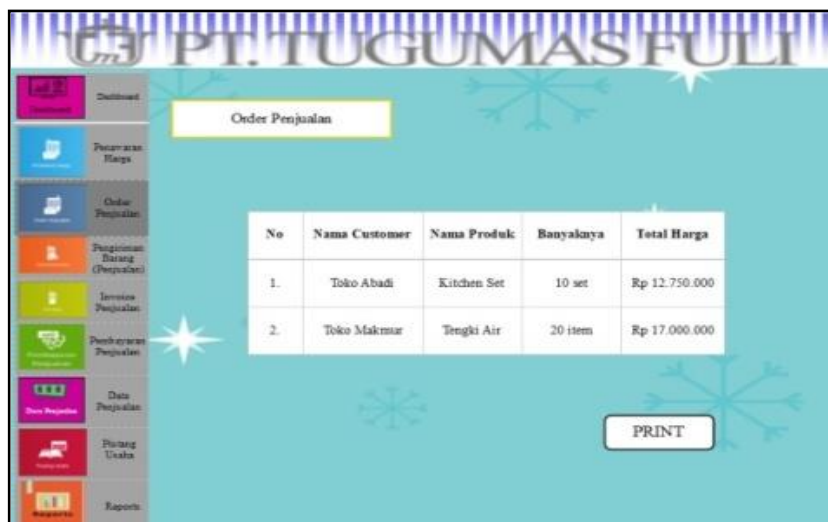 PT. TUGUMAS FULI
Dashboard
Penawaran
Harga
Order
Penjualan
Pengiriman
Barang
(Penjualan)
Invoice
Penjualan
Pembayaran
Penjualan
Data
Penjualan
Piutang
Usaha
Reports
Order Penjualan
No Nama Customer Nama Produk Banyaknya Total Harga
1. Toko Abadi Kitchen Set 10 set Rp 12.750.000
2. Toko Makmur Tengki Air 20 item Rp 17.000.000
PRINT